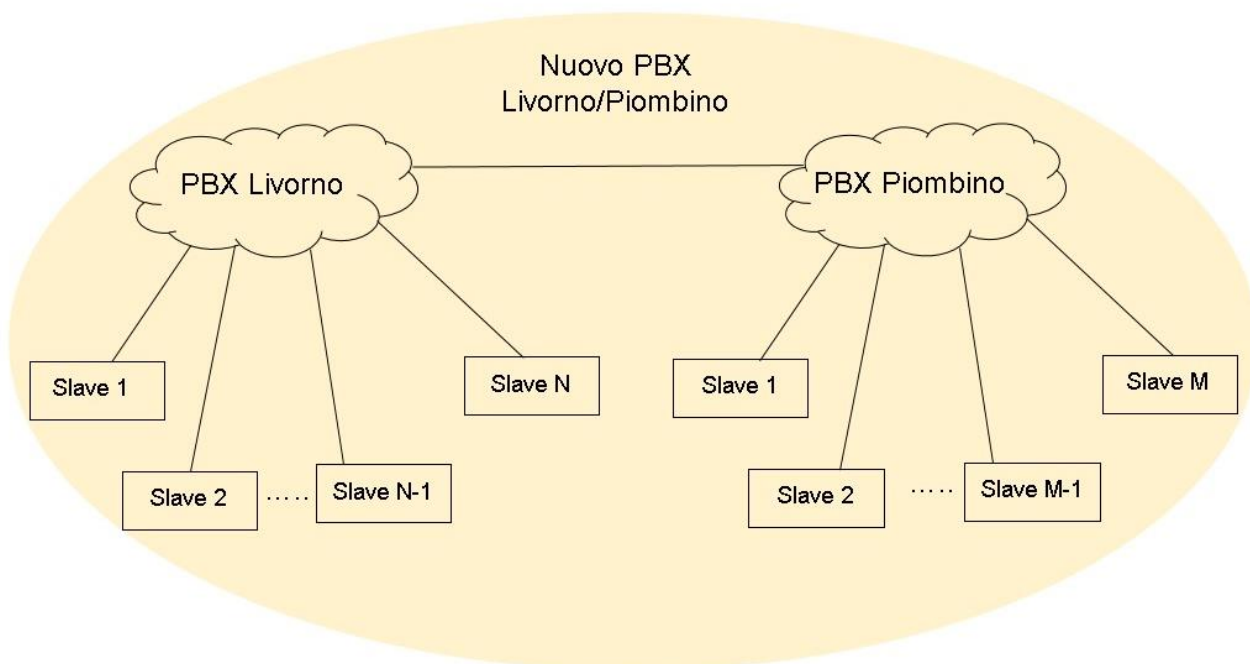 Nuovo PBX
Livorno/Piombino
PBX Livorno
PBX Piombino
Slave 1
Slave N
Slave 1
Slave M
Slave 2
.....
Slave N-1
Slave 2
.....
Slave M-1